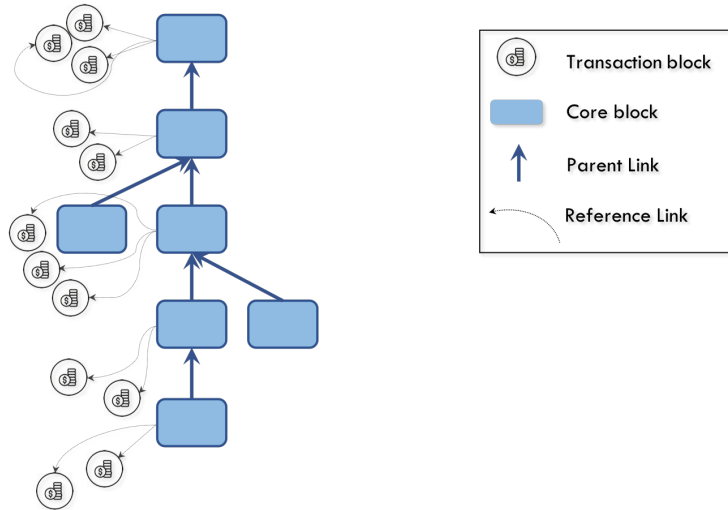 Transaction block
Core block
Parent Link
Reference Link